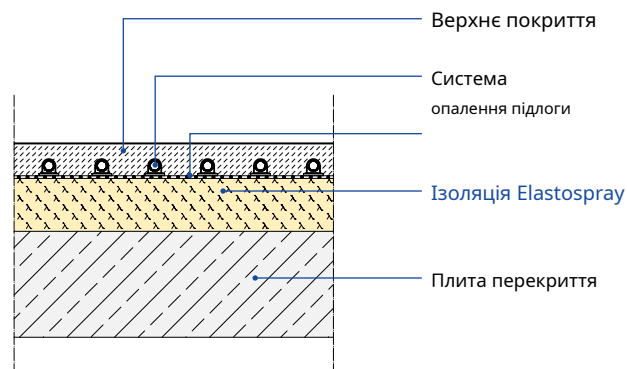 Верхнє покриття
Система
опалення підлоги
Ізоляція Elastospray
Плита перекриття